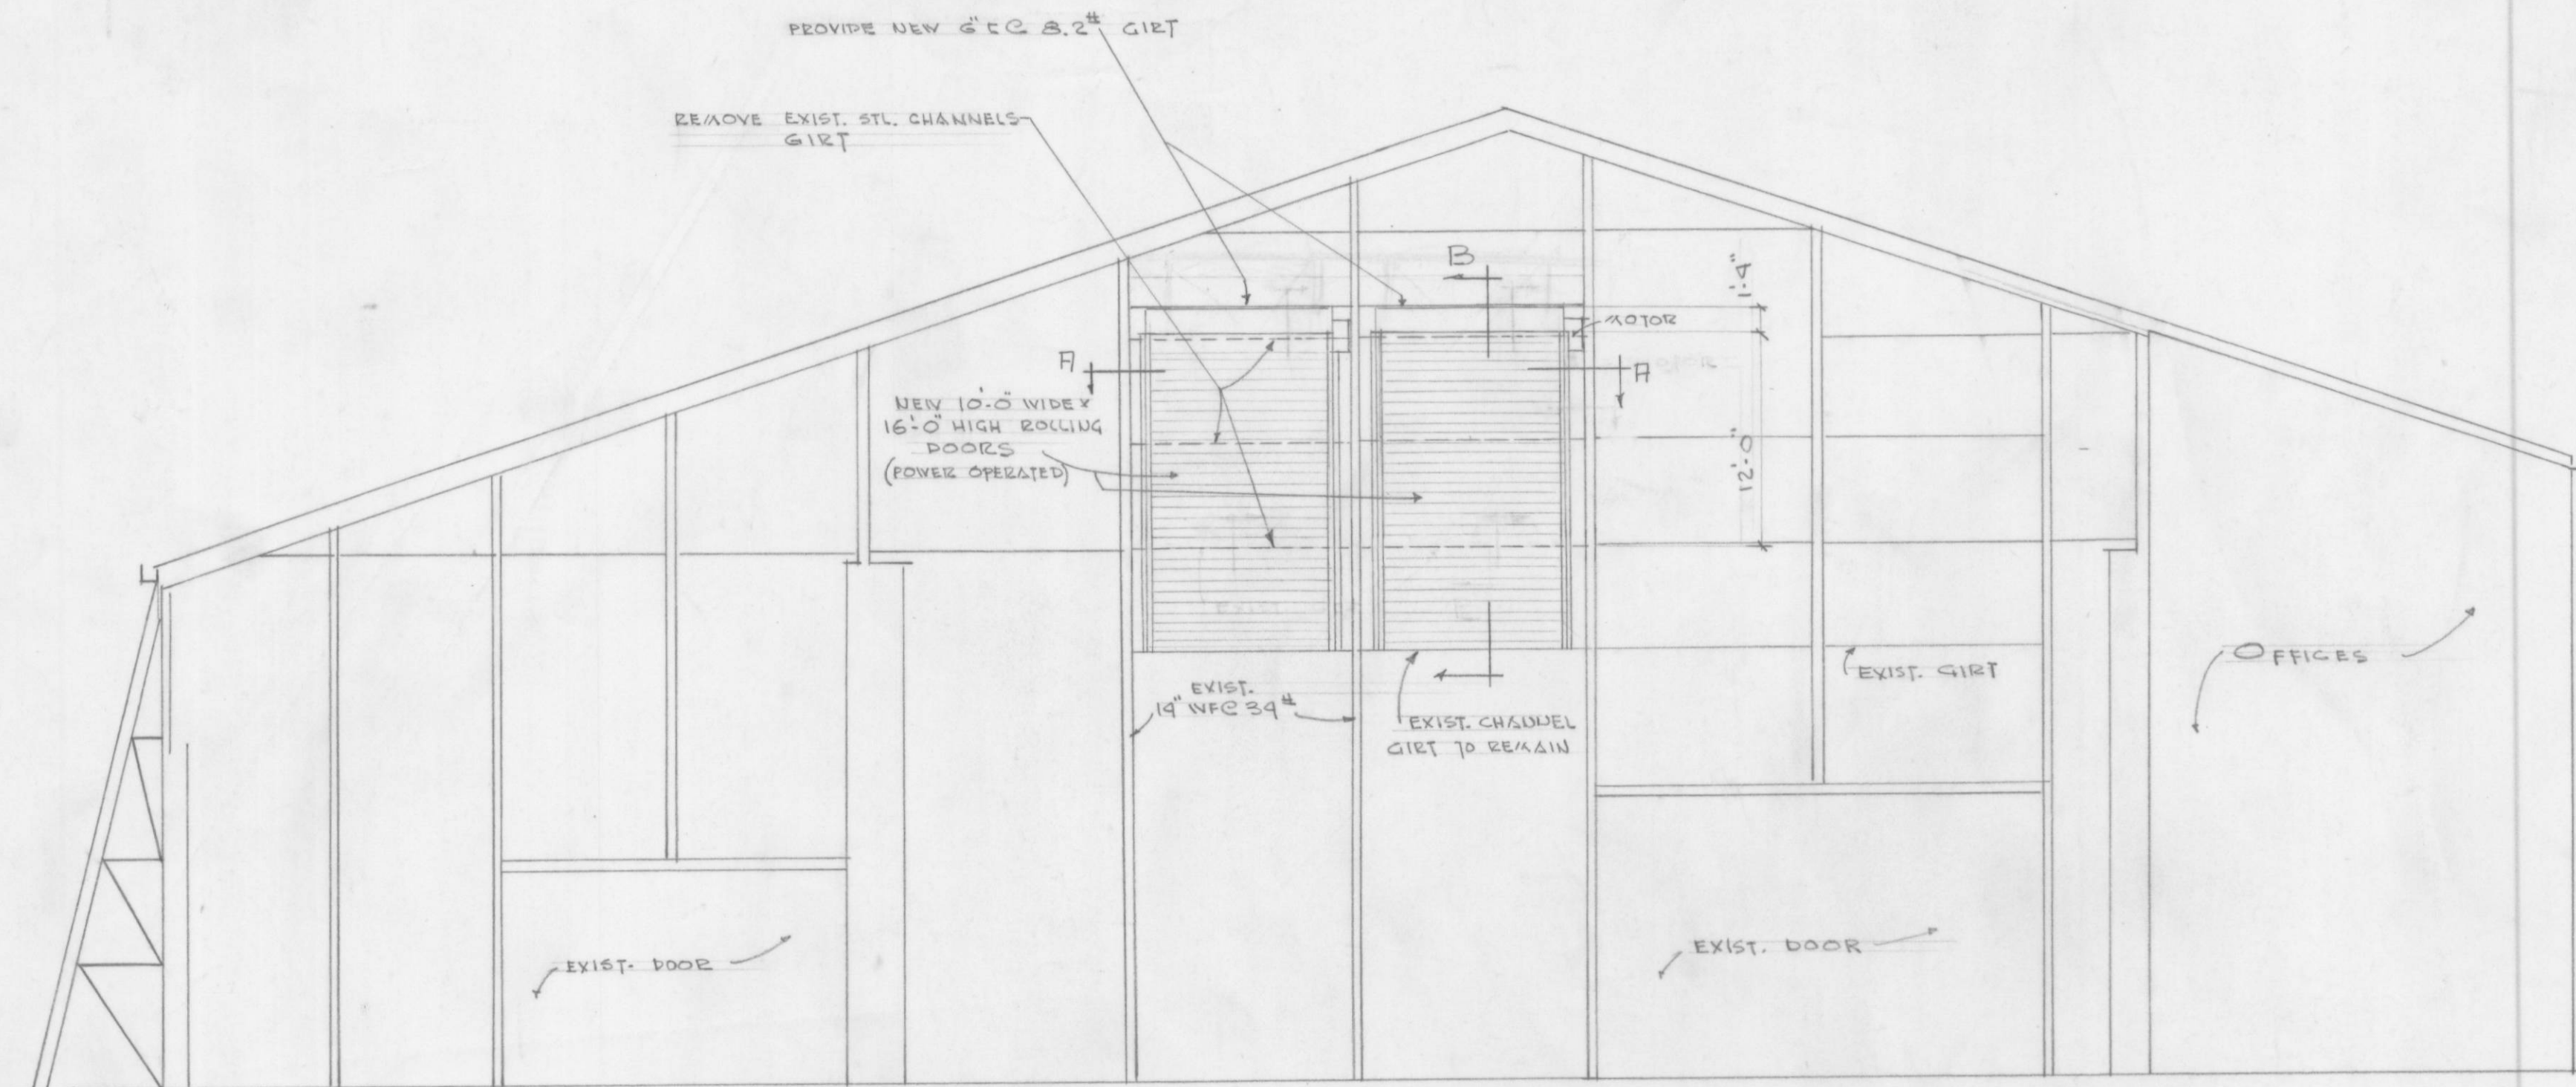 PROVIDE NEW 6" [ @ 8.2# GIRT
REMOVE EXIST. STL. CHANNELS
GIRT
B
1'-4"
MOTOR
A
A
NEW 10'-0" WIDE X
16'-0" HIGH ROLLING
DOORS
(POWER OPERATED)
12'-0"
EXIST.
14" WF @ 34#
EXIST. CHANNEL
GIRT TO REMAIN
EXIST. GIRT
OFFICES
EXIST. DOOR
EXIST. DOOR